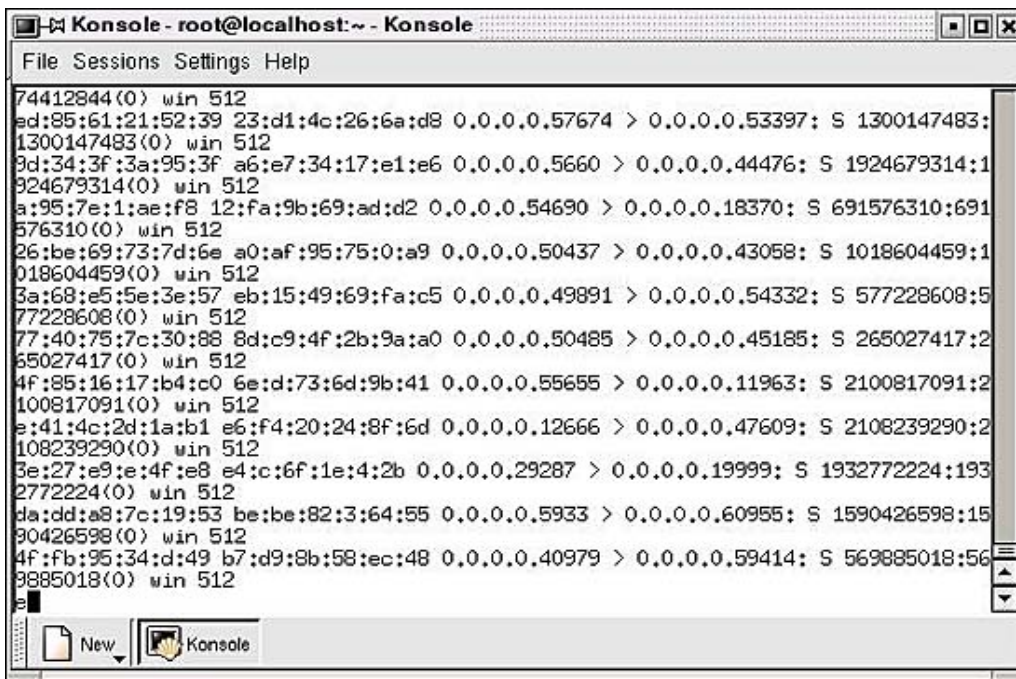 Konsole - root@localhost:~ - Konsole
File Sessions Settings Help
74412844(0) win 512
ed:85:61:21:52:39 23:d1:4c:26:6a:d8 0.0.0.0.57674 > 0.0.0.0.53397: S 1300147483:
1300147483(0) win 512
9d:34:3f:3a:95:3f a6:e7:34:17:e1:e6 0.0.0.0.5660 > 0.0.0.0.44476: S 1924679314:1
924679314(0) win 512
a:95:7e:1:ae:f8 12:fa:9b:69:ad:d2 0.0.0.0.54690 > 0.0.0.0.18370: S 691576310:691
576310(0) win 512
26:be:69:73:7d:6e a0:af:95:75:0:a9 0.0.0.0.50437 > 0.0.0.0.43058: S 1018604459:1
018604459(0) win 512
3a:68:e5:5e:3e:57 eb:15:49:69:fa:c5 0.0.0.0.49891 > 0.0.0.0.54332: S 577228608:5
77228608(0) win 512
77:40:75:7c:30:88 8d:c9:4f:2b:9a:a0 0.0.0.0.50485 > 0.0.0.0.45185: S 265027417:2
65027417(0) win 512
4f:85:16:17:b4:c0 6e:d:73:6d:9b:41 0.0.0.0.55655 > 0.0.0.0.11963: S 2100817091:2
100817091(0) win 512
e:41:4c:2d:1a:b1 e6:f4:20:24:8f:6d 0.0.0.0.12666 > 0.0.0.0.47609: S 2108239290:2
108239290(0) win 512
3e:27:e9:e:4f:e8 e4:c:6f:1e:4:2b 0.0.0.0.29287 > 0.0.0.0.19999: S 1932772224:193
2772224(0) win 512
da:dd:a8:7c:19:53 be:be:82:3:64:55 0.0.0.0.5933 > 0.0.0.0.60955: S 1590426598:15
90426598(0) win 512
4f:fb:95:34:d:49 b7:d9:8b:58:ec:48 0.0.0.0.40979 > 0.0.0.0.59414: S 569885018:56
9885018(0) win 512
e
New Konsole